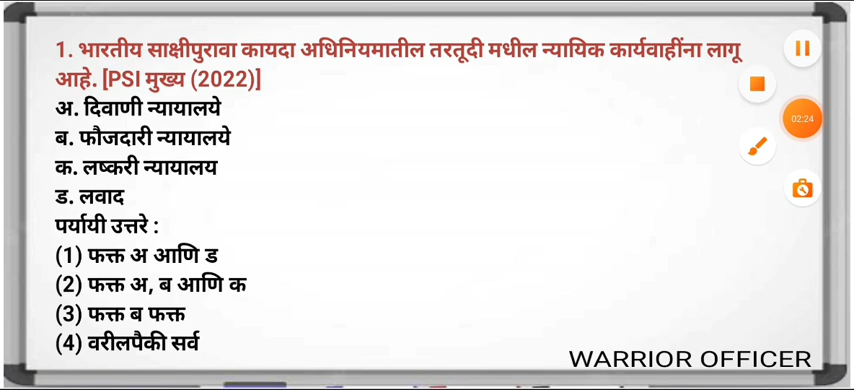 1. भारतीय साक्षीपुरावा कायदा अधिनियमातील तरतूदी मधील न्यायिक कार्यवाहींना लागू
आहे. [PSI मुख्य (2022)]
अ. दिवाणी न्यायालये
ब. फौजदारी न्यायालये
क. लष्करी न्यायालय
ड. लवाद
पर्यायी उत्तरे :
(1) फक्त अ आणि ड
(2) फक्त अ, ब आणि क
(3) फक्त ब फक्त
(4) वरीलपैकी सर्व
02:24
WARRIOR OFFICER